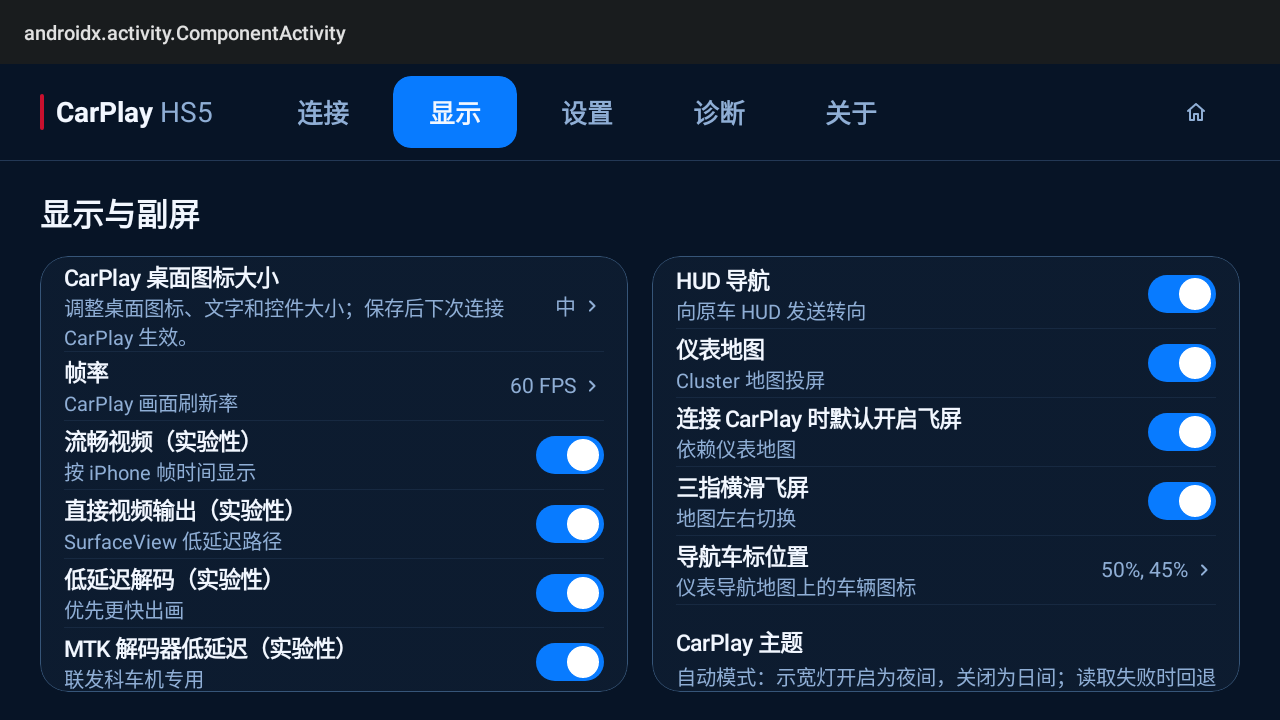 androidx.activity.ComponentActivity
CarPlay HS5
连接
显示
设置
诊断
关于
显示与副屏
CarPlay 桌面图标大小
调整桌面图标、文字和控件大小；保存后下次连接
CarPlay 生效。
中
帧率
CarPlay 画面刷新率
60 FPS
流畅视频（实验性）
按 iPhone 帧时间显示
直接视频输出（实验性）
SurfaceView 低延迟路径
低延迟解码（实验性）
优先更快出画
MTK 解码器低延迟（实验性）
联发科车机专用
HUD 导航
向原车 HUD 发送转向
仪表地图
Cluster 地图投屏
连接 CarPlay 时默认开启飞屏
依赖仪表地图
三指横滑飞屏
地图左右切换
导航车标位置
仪表导航地图上的车辆图标
50%, 45%
CarPlay 主题
自动模式：示宽灯开启为夜间，关闭为日间；读取失败时回退